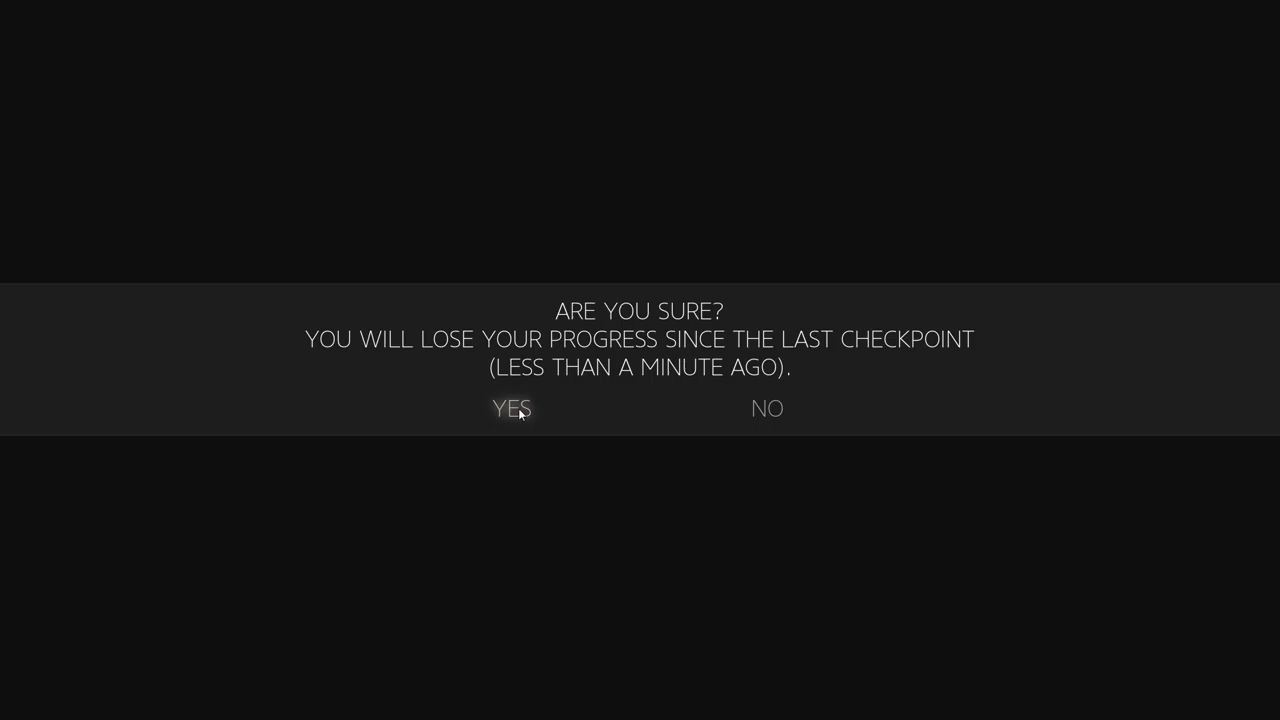 ARE YOU SURE?
YOU WILL LOSE YOUR PROGRESS SINCE THE LAST CHECKPOINT
(LESS THAN A MINUTE AGO).
YES NO